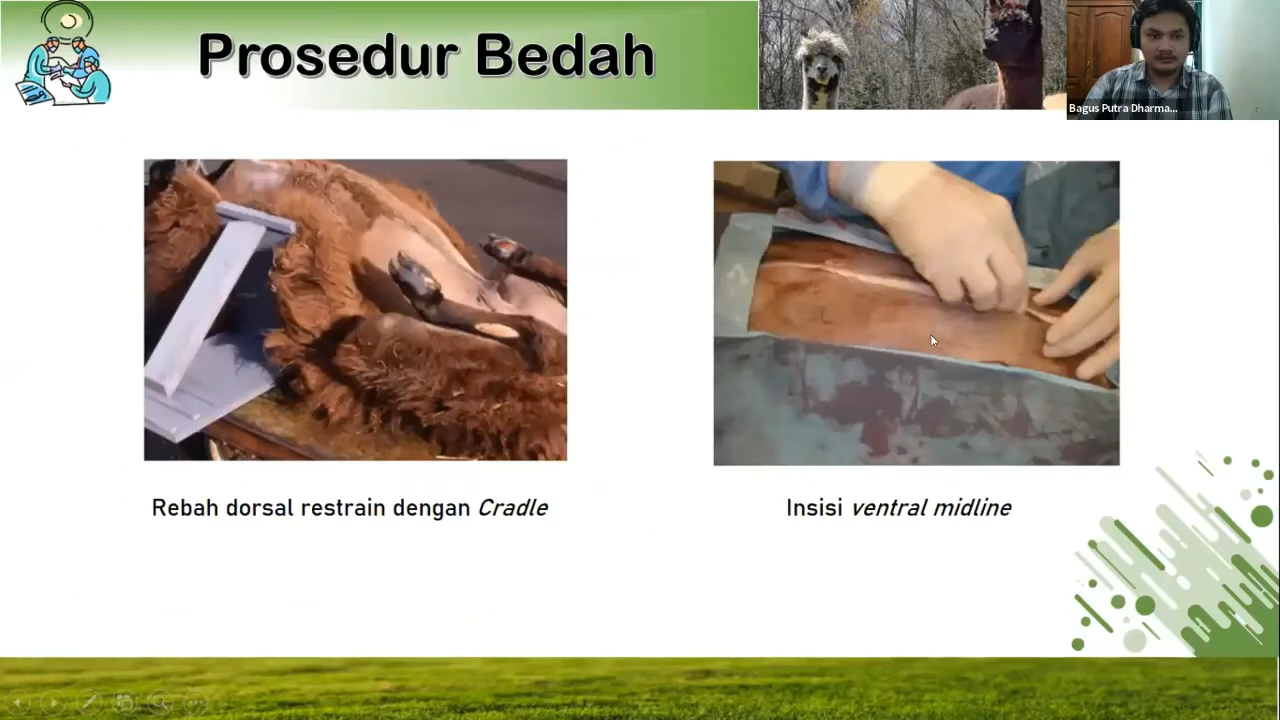 Prosedur Bedah
Bagus Putra Dharma...
Rebah dorsal restrain dengan Cradle
Insisi ventral midline